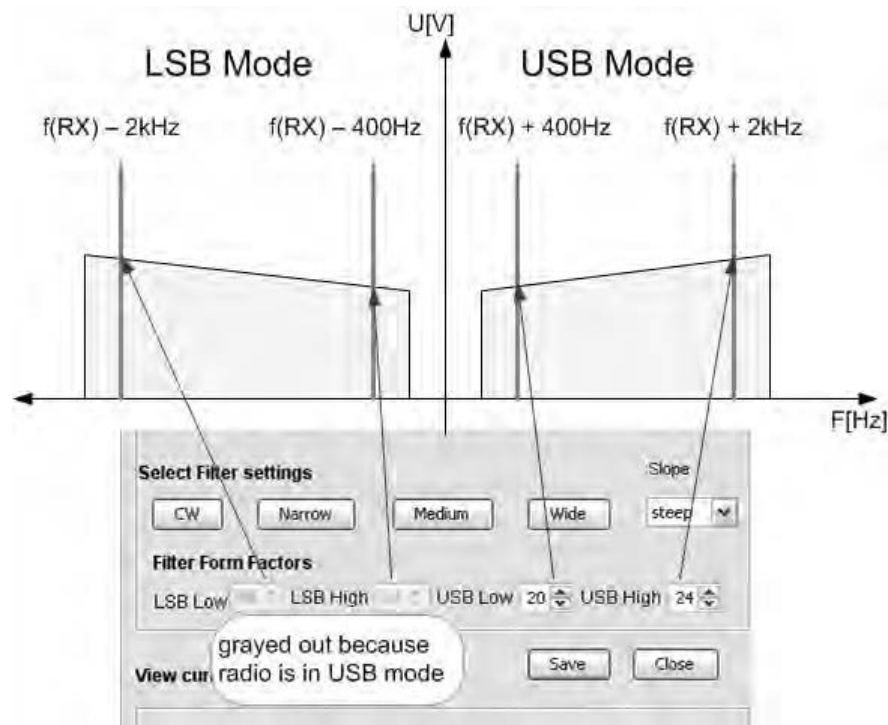 U[V]
LSB Mode
USB Mode
f(RX) – 2kHz
f(RX) – 400Hz
f(RX) + 400Hz
f(RX) + 2kHz
F[Hz]
Select Filter settings
Slope
CW
Narrow
Medium
Wide
steep
Filter Form Factors
LSB Low
LSB High
USB Low 20
USB High 24
grayed out because
radio is in USB mode
View cur
Save
Close